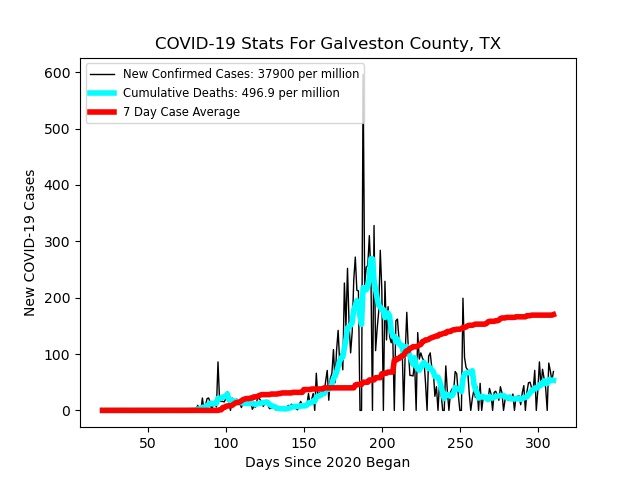 COVID-19 Stats For Galveston County, TX
New Confirmed Cases: 37900 per million
Cumulative Deaths: 496.9 per million
7 Day Case Average
600
500
400
300
200
100
0
New COVID-19 Cases
50 100 150 200 250 300
Days Since 2020 Began